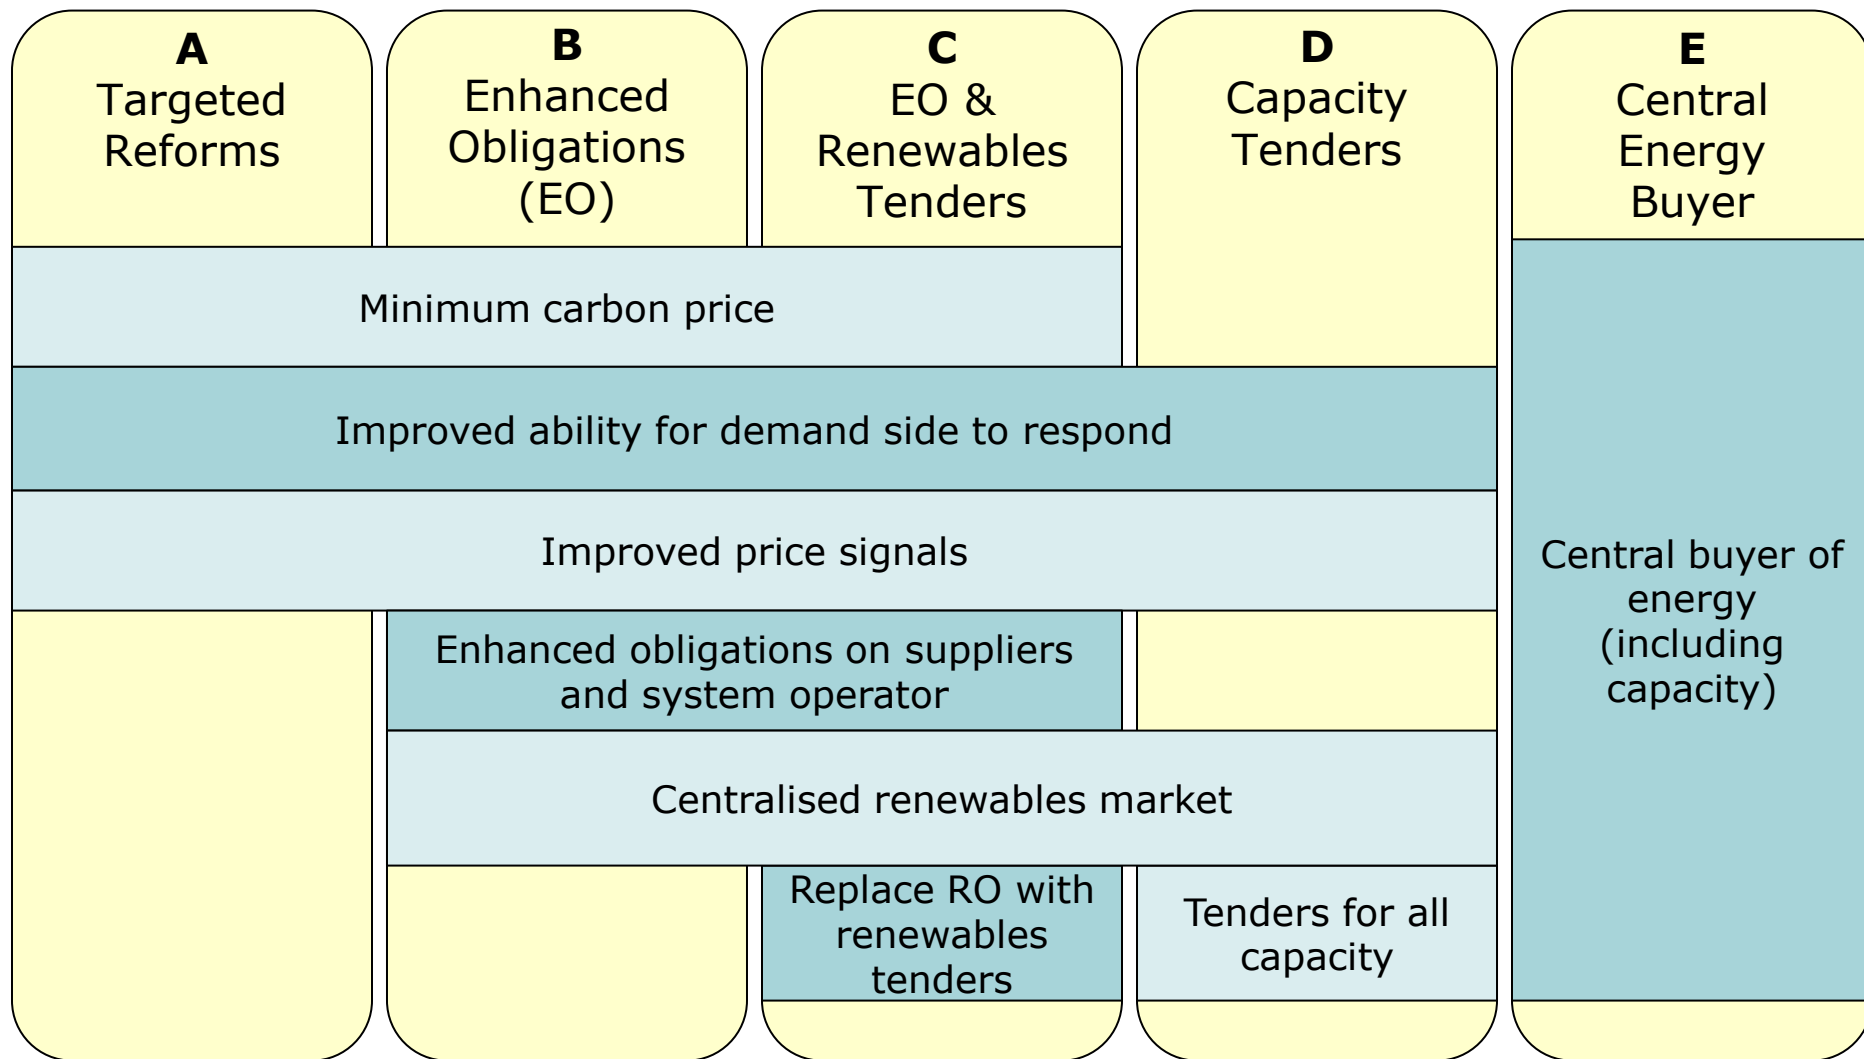 A
Targeted
Reforms
B
Enhanced
Obligations
(EO)
C
EO &
Renewables
Tenders
D
Capacity
Tenders
E
Central
Energy
Buyer
Minimum carbon price
Improved ability for demand side to respond
Improved price signals
Enhanced obligations on suppliers
and system operator
Centralised renewables market
Replace RO with
renewables
tenders
Tenders for all
capacity
Central buyer of
energy
(including
capacity)